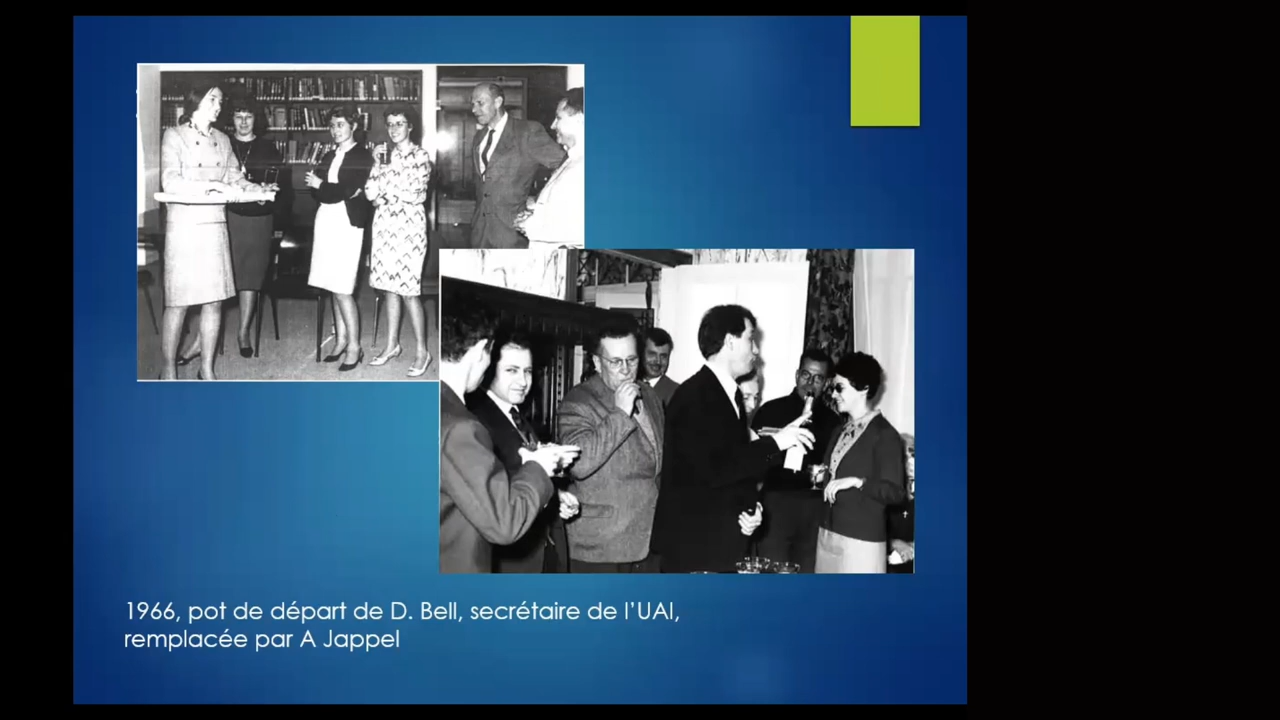 1966, pot de départ de D. Bell, secrétaire de l'UAI,
remplacée par A Jappel